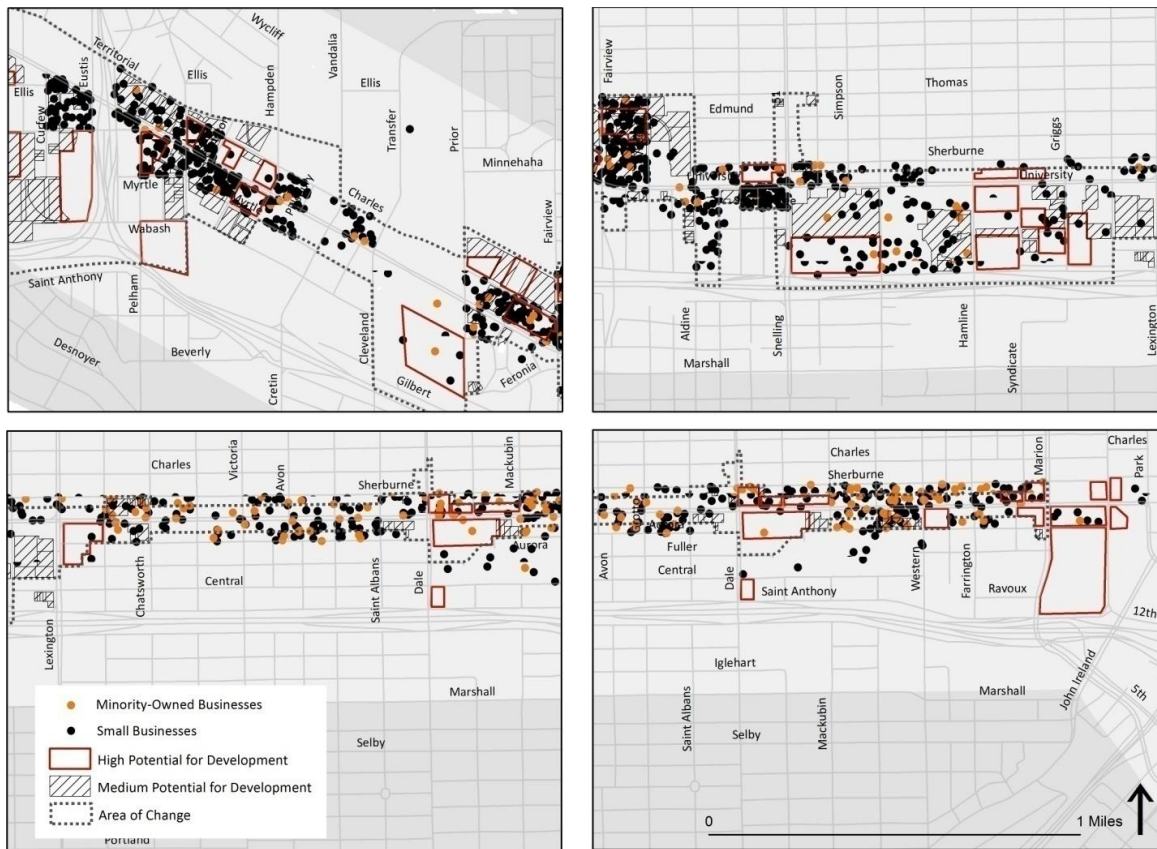 Wycliff
Vandalia
Territorial
Eustis
Ellis
Hampden
Ellis
Ellis
Curfew
Transfer
Prior
Minnehaha
Myrtle
Myrtle
Charles
Fairview
Wabash
Saint Anthony
Pelham
Cleveland
Desnoyer
Beverly
Cretin
Gilbert
Feronia
Fairview
Simpson
Thomas
Edmund
Griggs
Sherburne
University
University
Aldine
Snelling
Hamline
Lexington
Marshall
Syndicate
Charles
Victoria
Avon
Sherburne
Mackubin
Aurora
Chatsworth
Central
Saint Albans
Dale
Lexington
Marshall
Selby
Portland
Minority-Owned Businesses
Small Businesses
High Potential for Development
Medium Potential for Development
Area of Change
Charles
Marion
Charles
Park
Sherburne
Avon
Fuller
Central
Dale
Saint Anthony
Western
Farrington
Ravoux
12th
Iglehart
Marshall
John Ireland
5th
Saint Albans
Selby
Mackubin
0 1 Miles